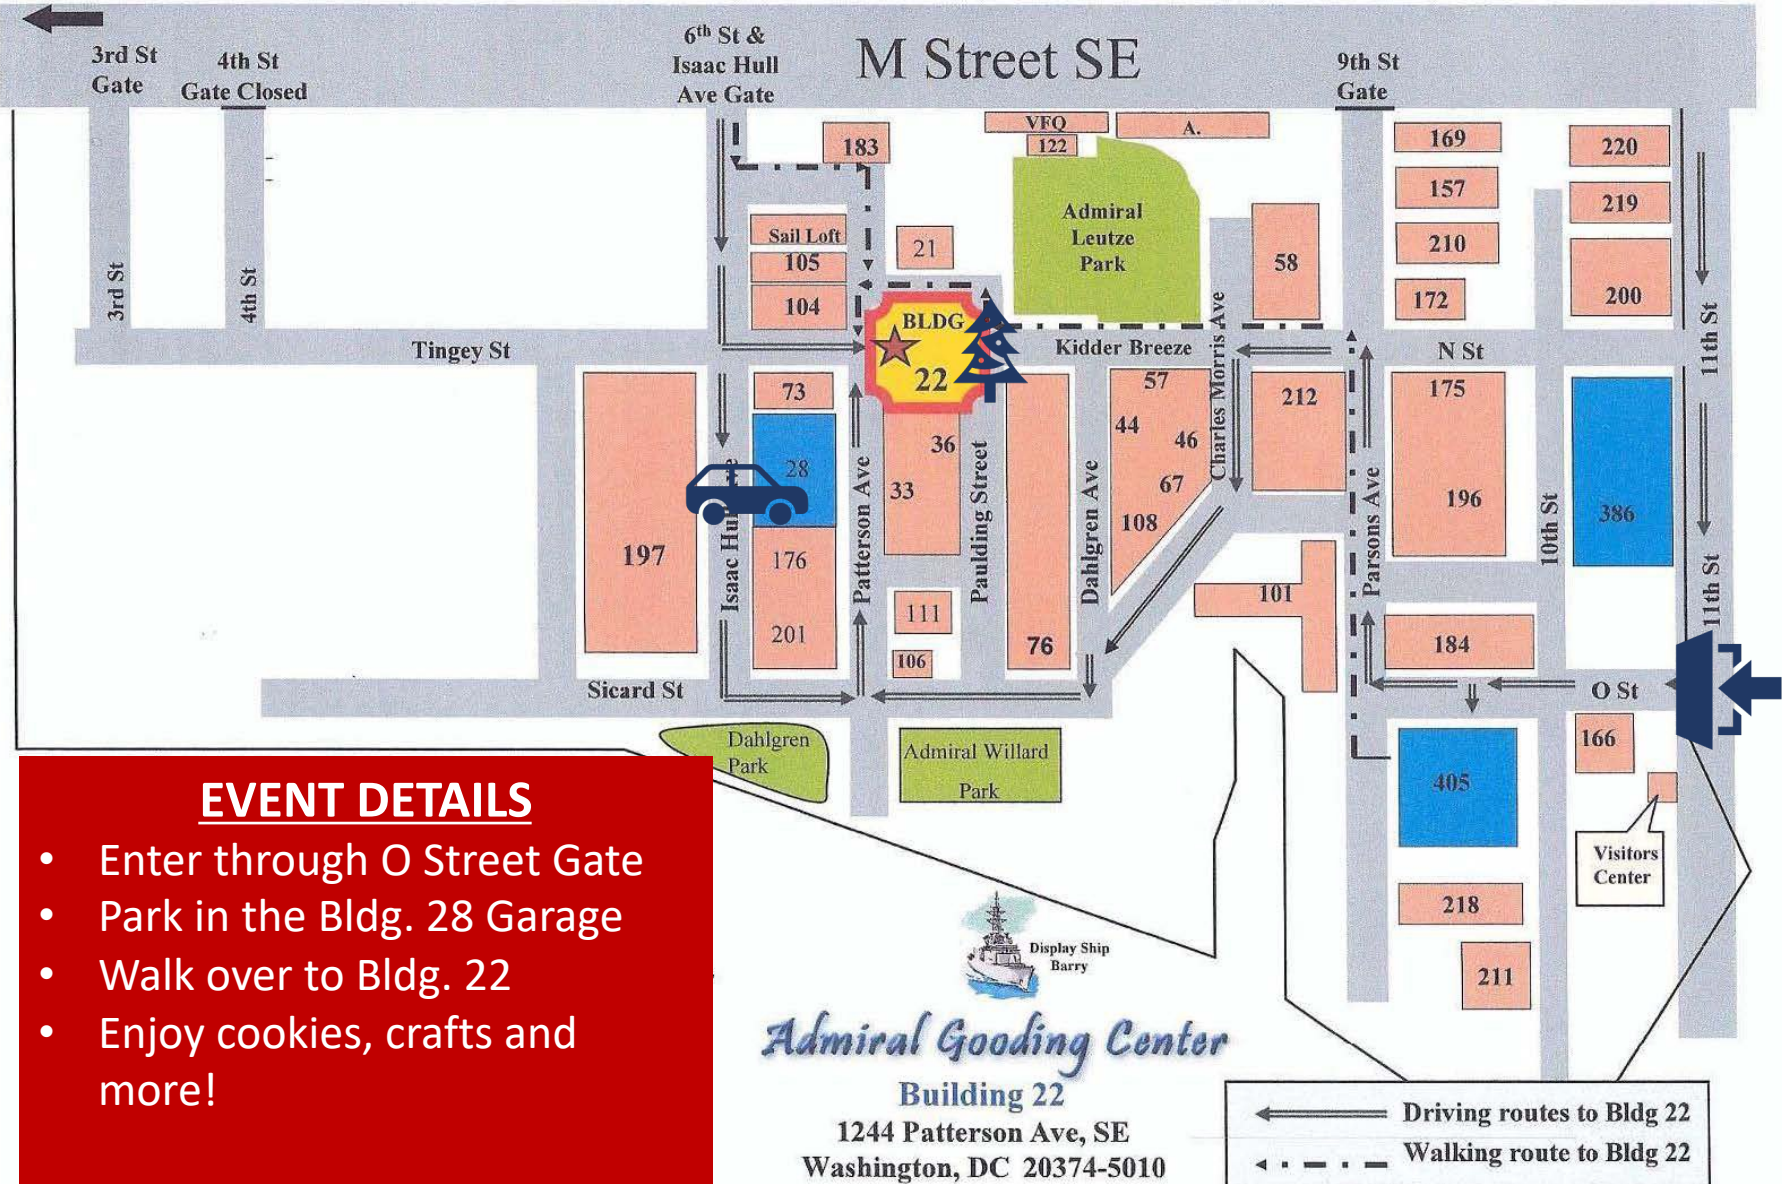 M Street SE
3rd St
Gate
4th St
Gate Closed
6th St &
Isaac Hull
Ave Gate
9th St
Gate
183
VFQ
122
A.
169
220
157
219
210
172
200
Sail Loft
105
104
21
Admiral
Leutze
Park
58
3rd St
4th St
Tingey St
BLDG
22
Kidder Breeze
Charles Morris Ave
N St
11th St
73
28
36
33
57
44
46
67
108
212
175
196
386
197
Isaac Hull Ave
176
201
Patterson Ave
111
106
Paulding Street
76
Dahlgren Ave
101
Parsons Ave
10th St
11th St
184
Sicard St
O St
Dahlgren
Park
Admiral Willard
Park
405
166
Visitors
Center
218
211
EVENT DETAILS
• Enter through O Street Gate
• Park in the Bldg. 28 Garage
• Walk over to Bldg. 22
• Enjoy cookies, crafts and
more!
Display Ship
Barry
Admiral Gooding Center
Building 22
1244 Patterson Ave, SE
Washington, DC 20374-5010
Driving routes to Bldg 22
Walking route to Bldg 22